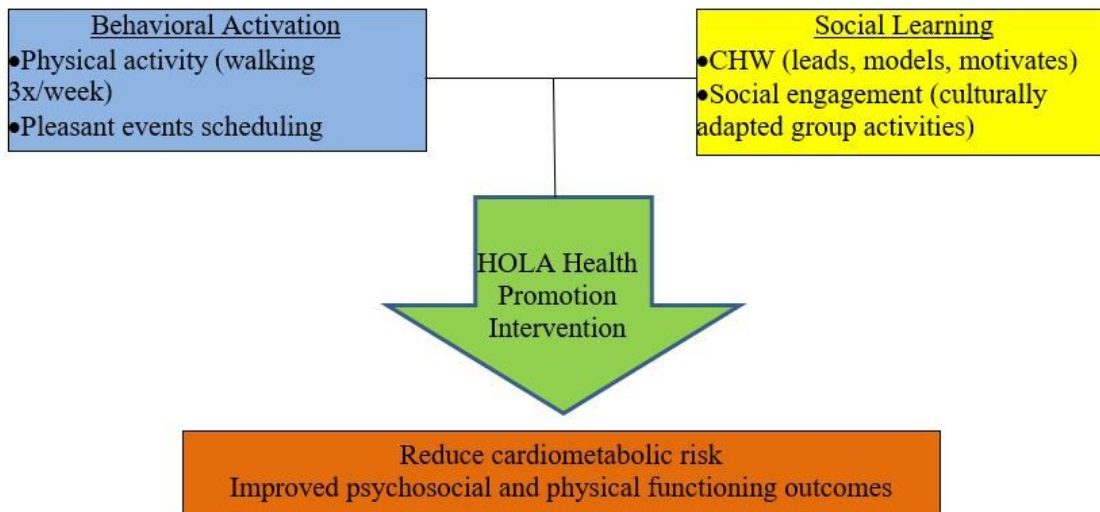 Behavioral Activation
•Physical activity (walking
3x/week)
•Pleasant events scheduling
Social Learning
•CHW (leads, models, motivates)
•Social engagement (culturally
adapted group activities)
HOLA Health
Promotion
Intervention
Reduce cardiometabolic risk
Improved psychosocial and physical functioning outcomes